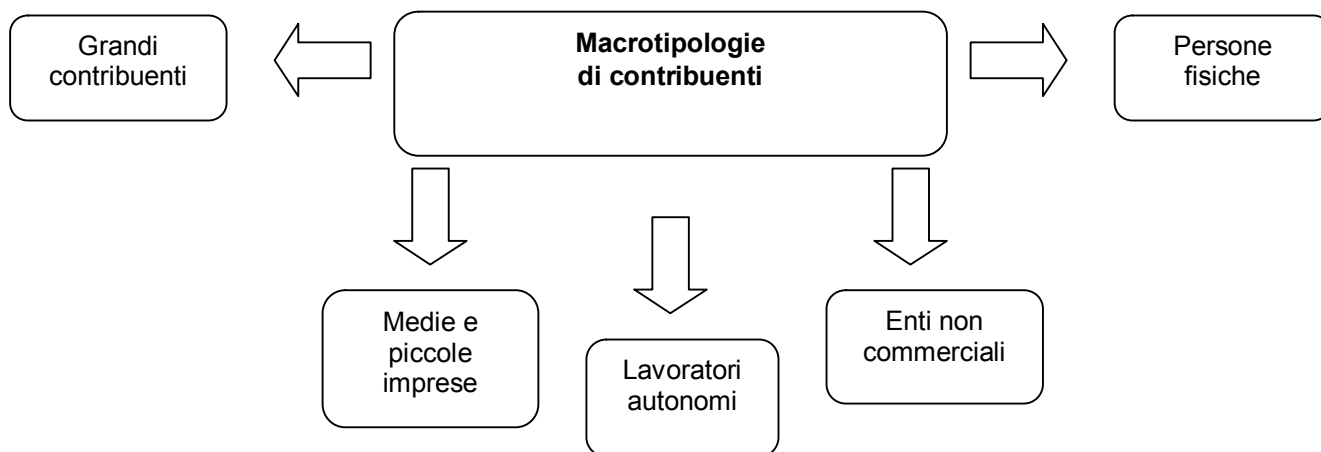 Grandi
contribuenti
Macrotipologie
di contribuenti
Persone
fisiche
Medie e
piccole
imprese
Lavoratori
autonomi
Enti non
commerciali